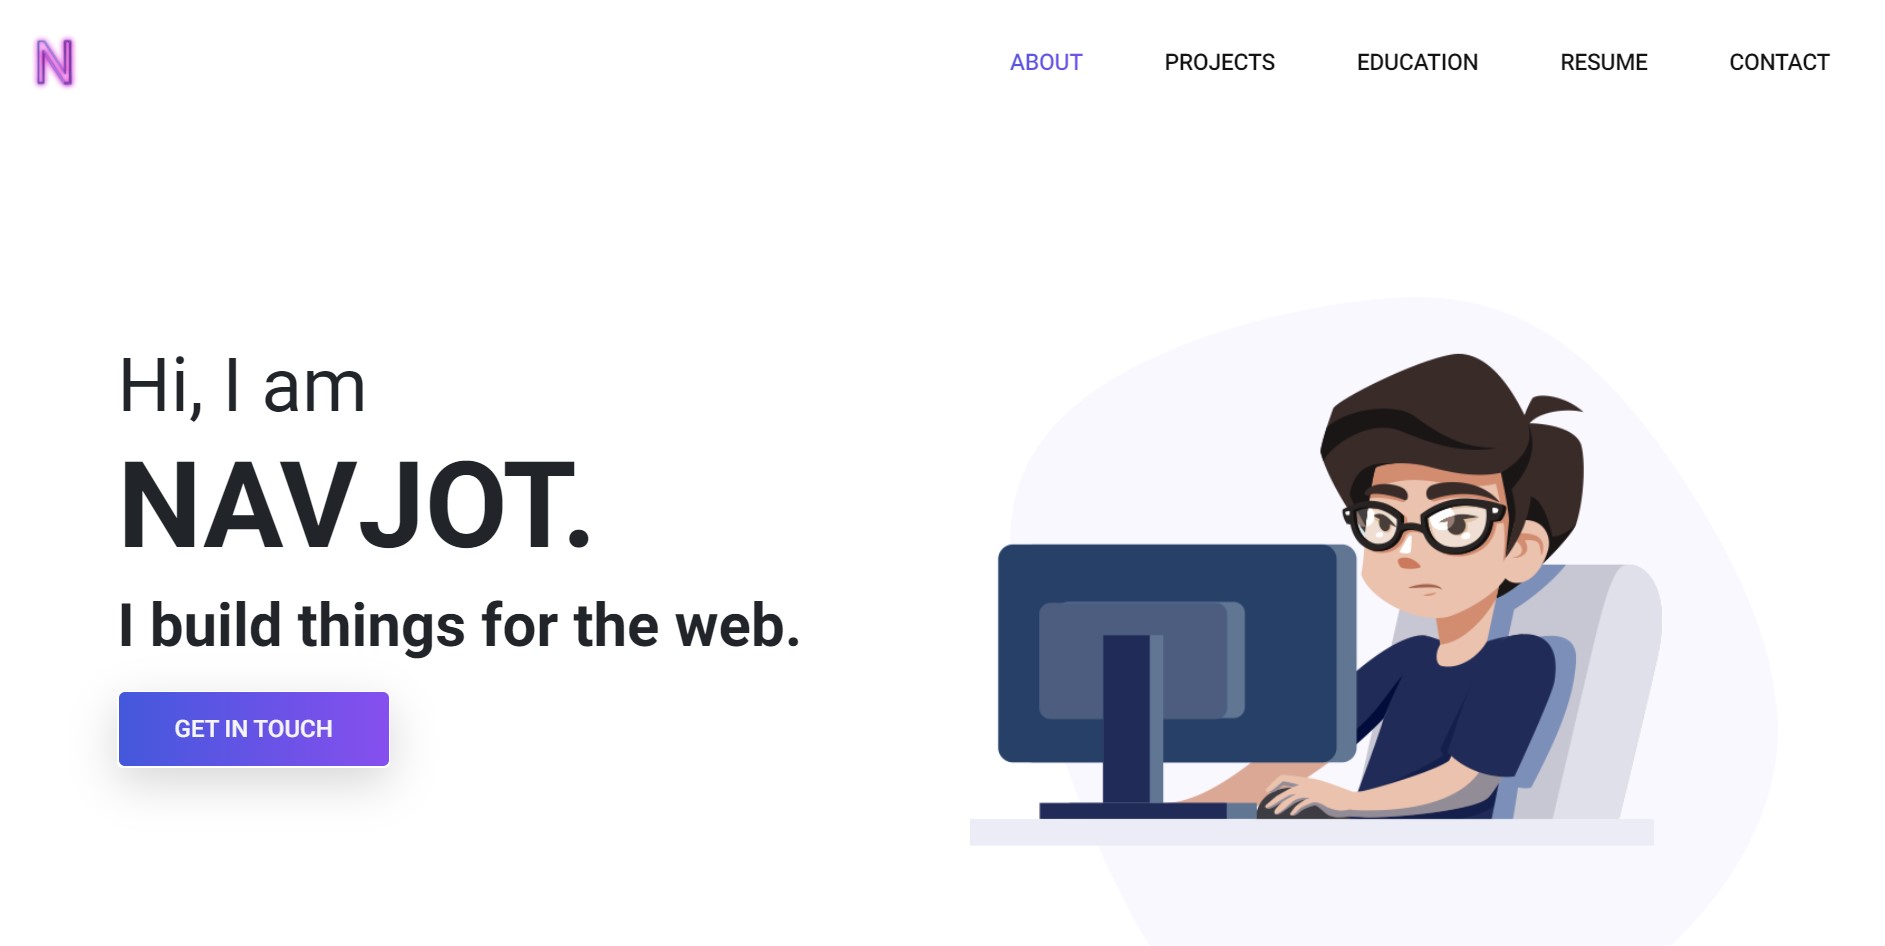 N
ABOUT PROJECTS EDUCATION RESUME CONTACT
Hi, I am
NAVJOT.
I build things for the web.
GET IN TOUCH